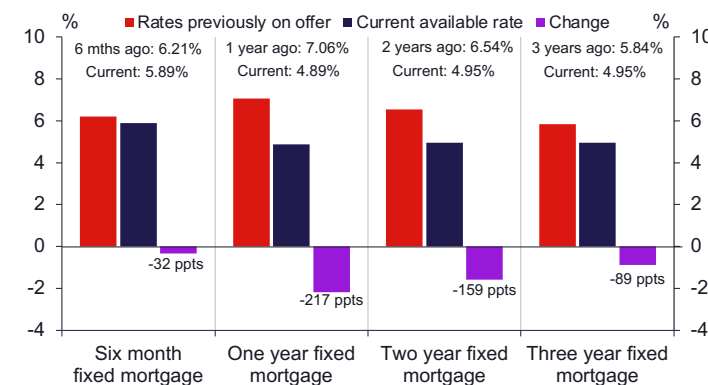 %
Rates previously on offer
Current available rate
Change
%
10
8
6
4
2
0
-2
-4
6 mths ago: 6.21%
Current: 5.89%
1 year ago: 7.06%
Current: 4.89%
2 years ago: 6.54%
Current: 4.95%
3 years ago: 5.84%
Current: 4.95%
-32 ppts
-217 ppts
-159 ppts
-89 ppts
10
8
6
4
2
0
-2
-4
Six month
fixed mortgage
One year fixed
mortgage
Two year fixed
mortgage
Three year fixed
mortgage